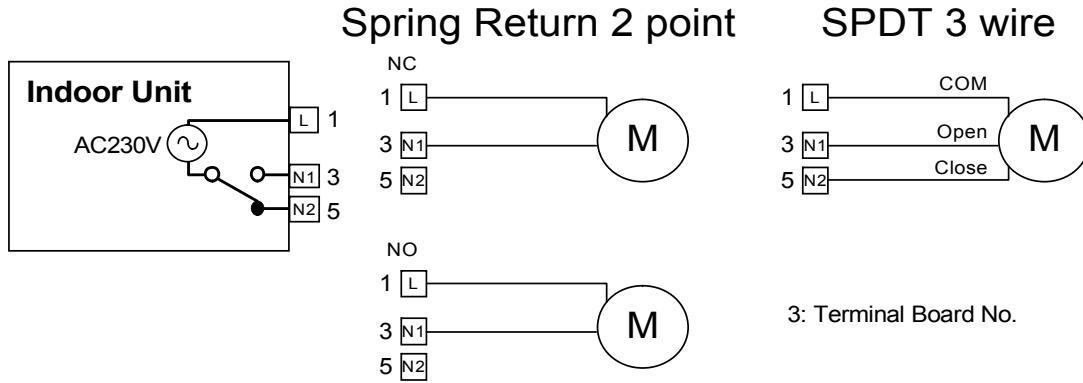 Spring Return 2 point
SPDT 3 wire
Indoor Unit
AC230V
L 1
N1 3
N2 5
NC
1 L
3 N1
5 N2
M
NO
1 L
3 N1
5 N2
M
1 L
3 N1
5 N2
COM
Open
Close
M
3: Terminal Board No.